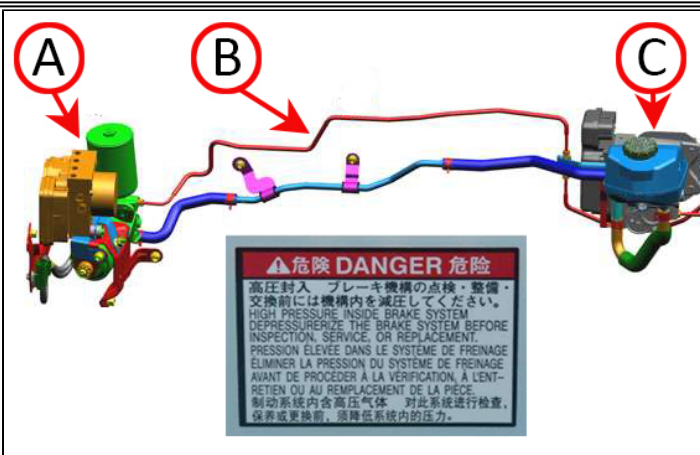 A
B
C
危険 DANGER 危险
高圧封入 ブレーキ機構の点検・整備・
交換前には機構内を減圧してください。
HIGH PRESSURE INSIDE BRAKE SYSTEM
DEPRESSURERIZE THE BRAKE SYSTEM BEFORE
INSPECTION, SERVICE, OR REPLACEMENT.
PRESSION ÉLEVÉE DANS LE SYSTÈME DE FREINAGE
ÉLIMINER LA PRESSION DU SYSTÈME DE FREINAGE
AVANT DE PROCÉDER À LA VÉRIFICATION, À L'ENT-
RETIEN OU AU REMPLACEMENT DE LA PIÈCE.
制动系统内含高压气体 对此系统进行检查,
保养或更换前, 须降低系统内的压力。